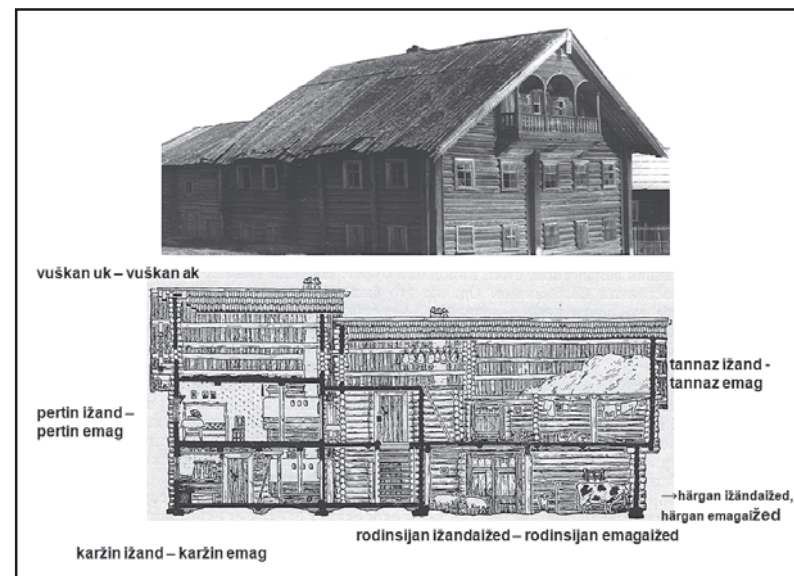 vuškan uk – vuškan ak
tannaz ižand -
tannaz emag
pertin ižand –
pertin emag
→härgan ižändaižed,
härgan emagaižed
rodinsijan ižandaižed – rodinsijan emagaižed
karžin ižand – karžin emag